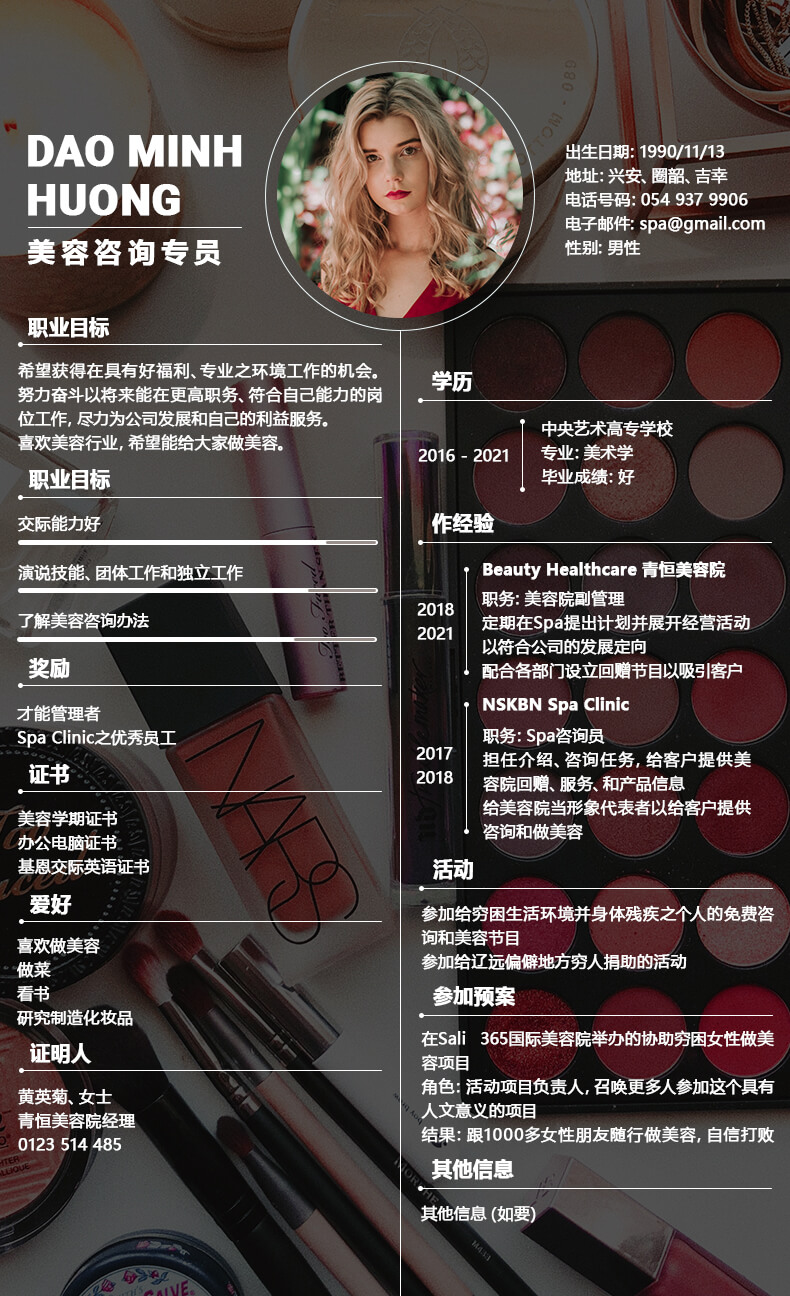 DAO MINH
HUONG
美容咨询专员
出生日期: 1990/11/13
地址: 兴安、圈韶、吉幸
电话号码: 054 937 9906
电子邮件: spa@gmail.com
性别: 男性
职业目标
希望获得在具有好福利、专业之环境工作的机会。
努力奋斗以将来能在更高职务、符合自己能力的岗
位工作, 尽力为公司发展和自己的利益服务。
喜欢美容行业, 希望能给大家做美容。
职业目标
交际能力好
演说技能、团体工作和独立工作
了解美容咨询办法
奖励
才能管理者
Spa Clinic之优秀员工
证书
美容学期证书
办公电脑证书
基恩交际英语证书
爱好
喜欢做美容
做菜
看书
研究制造化妆品
证明人
黄英菊、女士
青恒美容院经理
0123 514 485
学历
2016 - 2021
中央艺术高专学校
专业: 美术学
毕业成绩: 好
作经验
2018
2021
Beauty Healthcare 青恒美容院
职务: 美容院副管理
定期在Spa提出计划并展开经营活动
以符合公司的发展定向
配合各部门设立回赠节目以吸引客户
2017
2018
NSKBN Spa Clinic
职务: Spa咨询员
担任介绍、咨询任务, 给客户提供美
容院回赠、服务、和产品信息
给美容院当形象代表者以给客户提供
咨询和做美容
活动
参加给穷困生活环境并身体残疾之个人的免费咨
询和美容节目
参加给辽远偏僻地方穷人捐助的活动
参加预案
在Sali 365国际美容院举办的协助穷困女性做美
容项目
角色: 活动项目负责人, 召唤更多人参加这个具有
人文意义的项目
结果: 跟1000多女性朋友随行做美容, 自信打败
其他信息
其他信息 (如要)
NARS